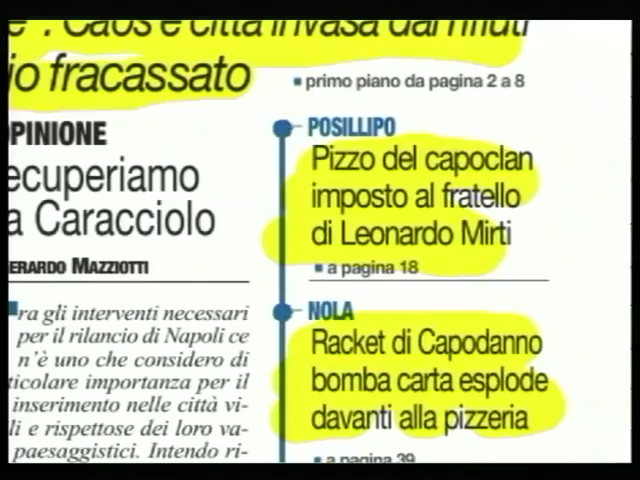 e". Caos e città invasa dai rifiuti
io fracassato
primo piano da pagina 2 a 8
OPINIONE
ecuperiamo
a Caracciolo
GERARDO MAZZIOTTI
ra gli interventi necessari
per il rilancio di Napoli ce
n'è uno che considero di
ticolare importanza per il
inserimento nelle città vi-
li e rispettose dei loro va-
paesaggistici. Intendo ri-
POSILLIPO
Pizzo del capoclan
imposto al fratello
di Leonardo Mirti
a pagina 18
NOLA
Racket di Capodanno
bomba carta esplode
davanti alla pizzeria
a pagina 39